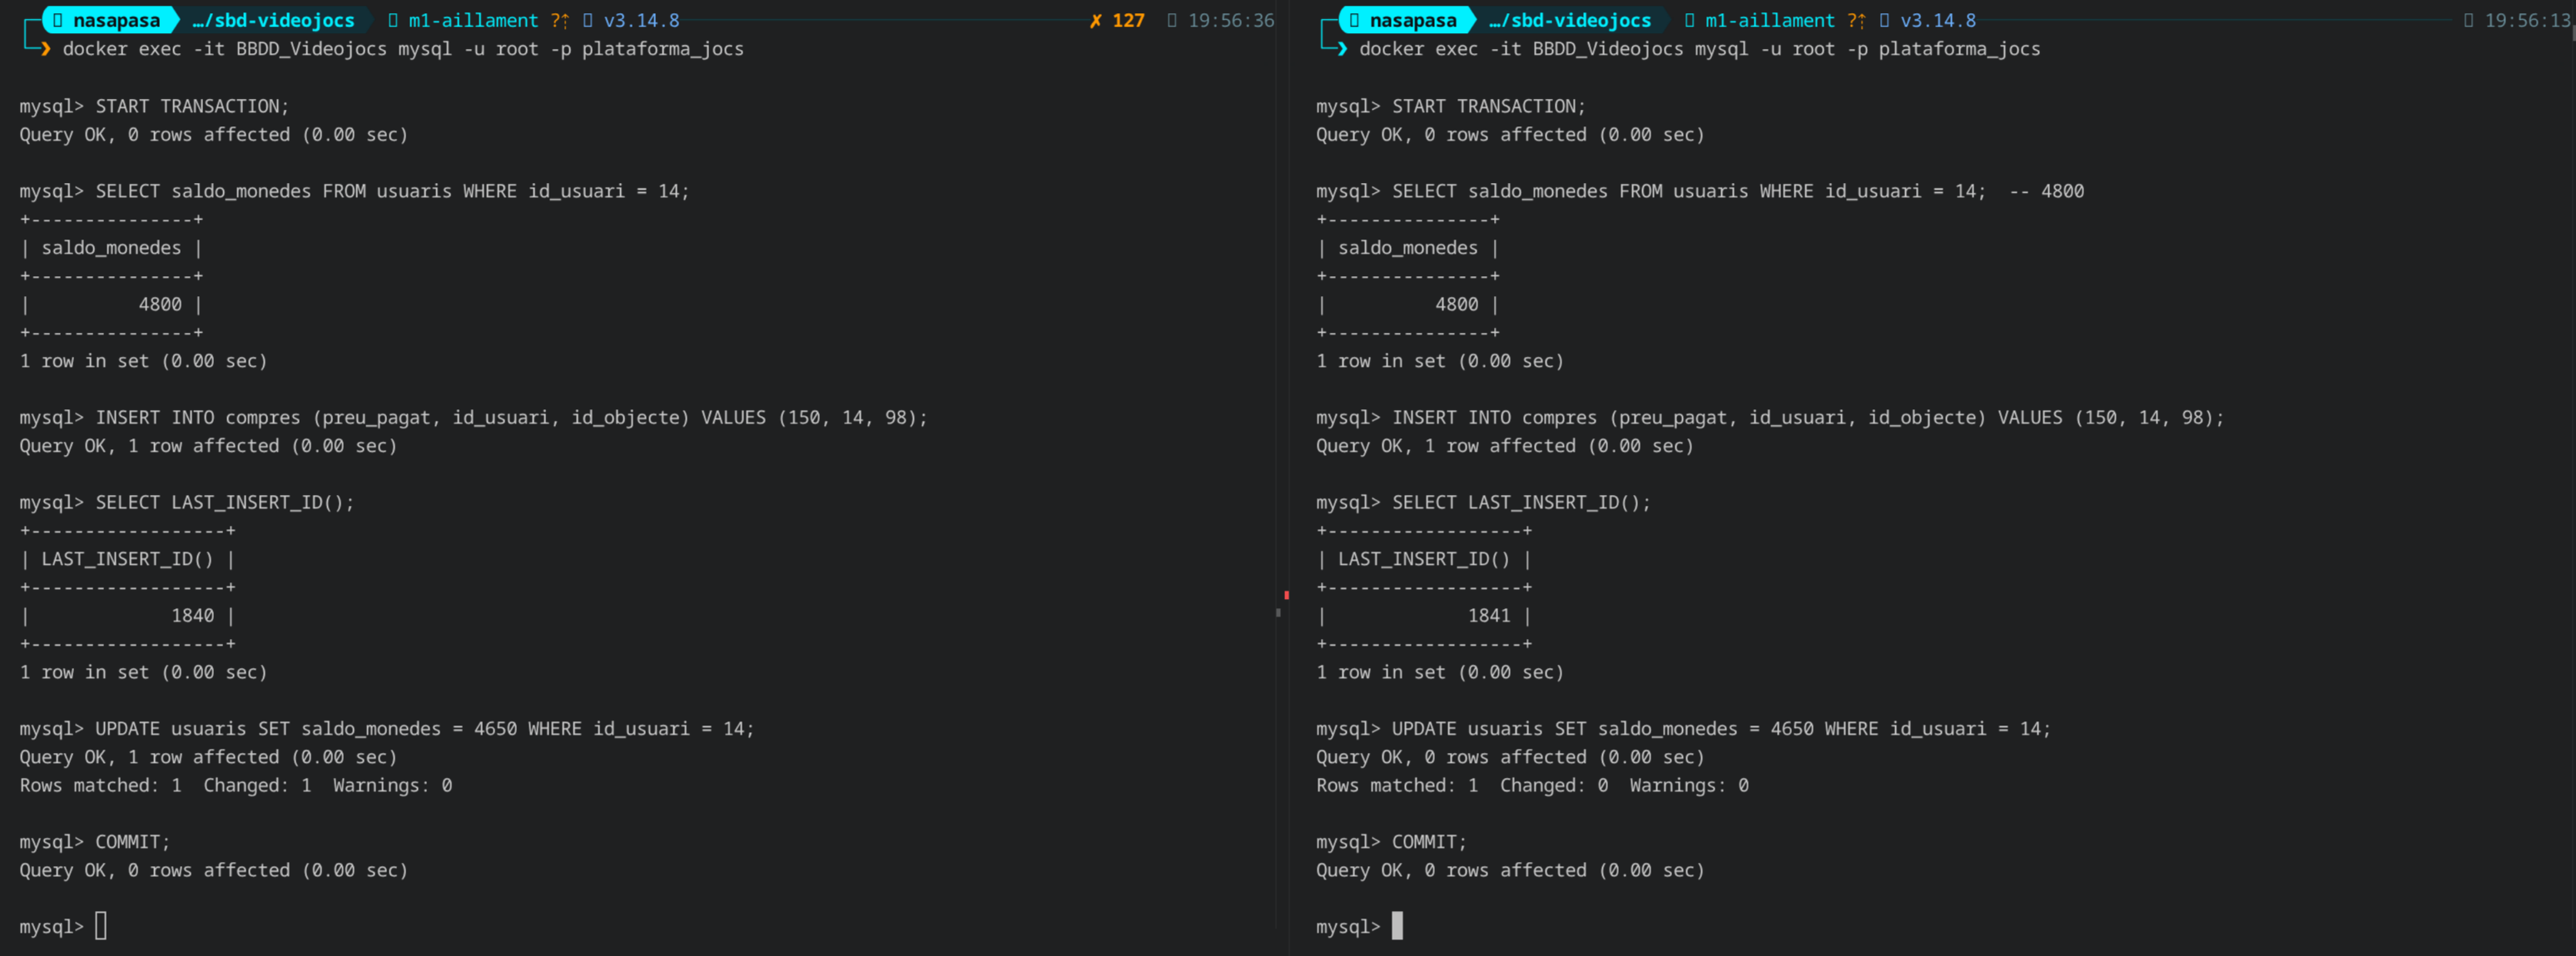 nasapasa …/sbd-videojocs m1-aillament ?⇡ v3.14.8 ✗ 127 19:56:36
❯ docker exec -it BBDD_Videojocs mysql -u root -p plataforma_jocs
mysql> START TRANSACTION;
Query OK, 0 rows affected (0.00 sec)
mysql> SELECT saldo_monedes FROM usuaris WHERE id_usuari = 14;
+---------------+
| saldo_monedes |
+---------------+
|          4800 |
+---------------+
1 row in set (0.00 sec)
mysql> INSERT INTO compres (preu_pagat, id_usuari, id_objecte) VALUES (150, 14, 98);
Query OK, 1 row affected (0.00 sec)
mysql> SELECT LAST_INSERT_ID();
+------------------+
| LAST_INSERT_ID() |
+------------------+
|             1840 |
+------------------+
1 row in set (0.00 sec)
mysql> UPDATE usuaris SET saldo_monedes = 4650 WHERE id_usuari = 14;
Query OK, 1 row affected (0.00 sec)
Rows matched: 1  Changed: 1  Warnings: 0
mysql> COMMIT;
Query OK, 0 rows affected (0.00 sec)
mysql>
nasapasa …/sbd-videojocs m1-aillament ?⇡ v3.14.8 19:56:13
❯ docker exec -it BBDD_Videojocs mysql -u root -p plataforma_jocs
mysql> START TRANSACTION;
Query OK, 0 rows affected (0.00 sec)
mysql> SELECT saldo_monedes FROM usuaris WHERE id_usuari = 14;  -- 4800
+---------------+
| saldo_monedes |
+---------------+
|          4800 |
+---------------+
1 row in set (0.00 sec)
mysql> INSERT INTO compres (preu_pagat, id_usuari, id_objecte) VALUES (150, 14, 98);
Query OK, 1 row affected (0.00 sec)
mysql> SELECT LAST_INSERT_ID();
+------------------+
| LAST_INSERT_ID() |
+------------------+
|             1841 |
+------------------+
1 row in set (0.00 sec)
mysql> UPDATE usuaris SET saldo_monedes = 4650 WHERE id_usuari = 14;
Query OK, 0 rows affected (0.00 sec)
Rows matched: 1  Changed: 0  Warnings: 0
mysql> COMMIT;
Query OK, 0 rows affected (0.00 sec)
mysql>